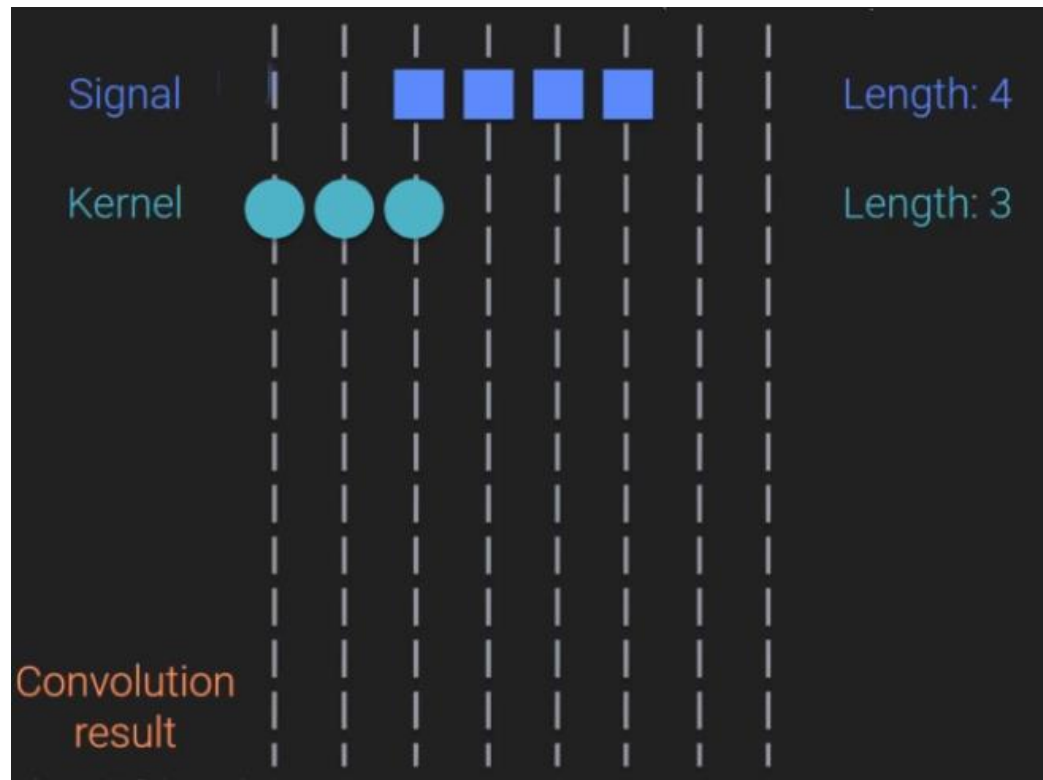 Signal
Length: 4
Kernel
Length: 3
Convolution
result